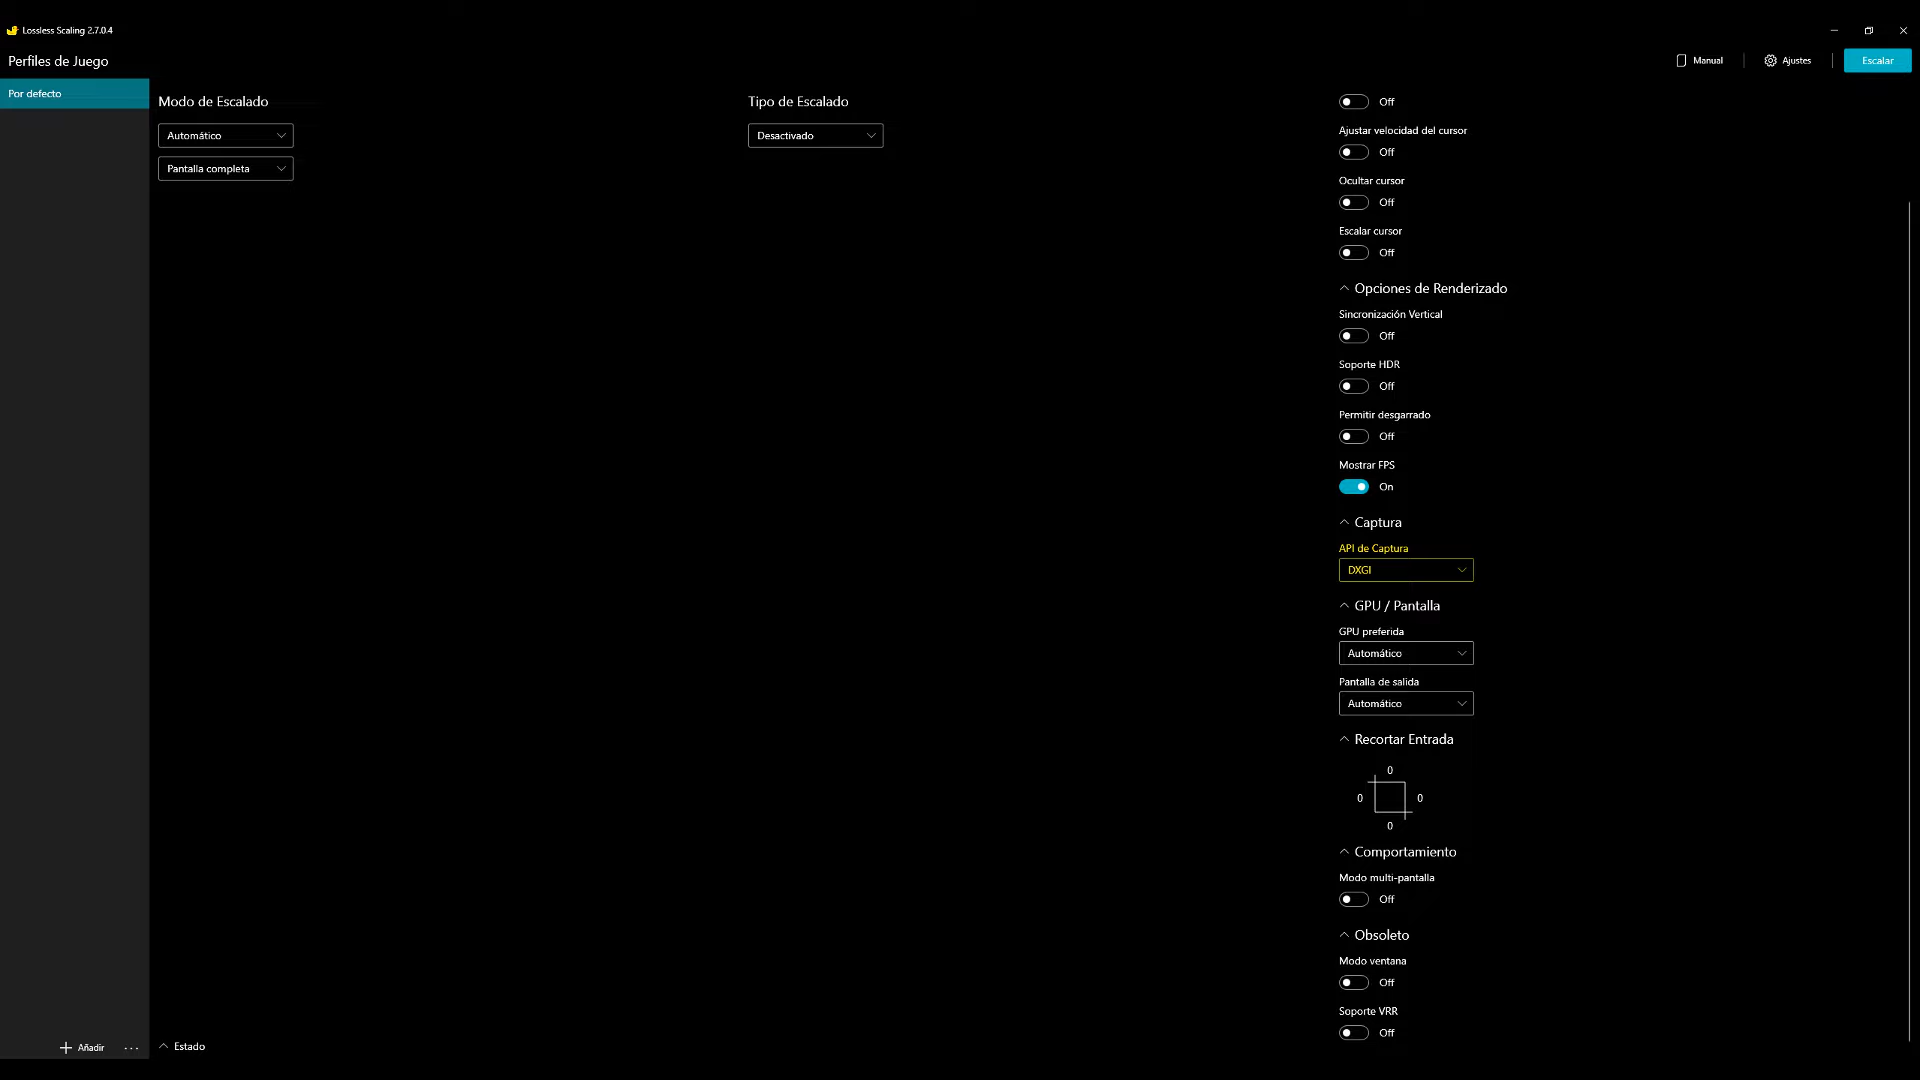 Lossless Scaling 2.7.0.4
Perfiles de Juego
Manual
Ajustes
Escalar
Por defecto
Modo de Escalado
Automático
Pantalla completa
Tipo de Escalado
Desactivado
Off
Ajustar velocidad del cursor
Off
Ocultar cursor
Off
Escalar cursor
Off
Opciones de Renderizado
Sincronización Vertical
Off
Soporte HDR
Off
Permitir desgarrado
Off
Mostrar FPS
On
Captura
API de Captura
DXGI
GPU / Pantalla
GPU preferida
Automático
Pantalla de salida
Automático
Recortar Entrada
0
0 0
0
Comportamiento
Modo multi-pantalla
Off
Obsoleto
Modo ventana
Off
Soporte VRR
Off
Añadir ...
Estado